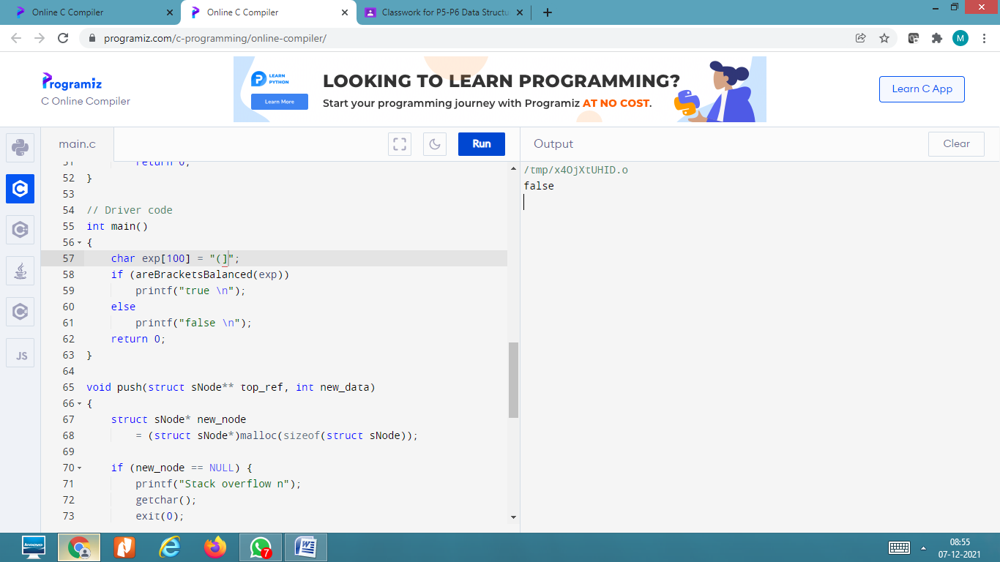 Online C Compiler
Online C Compiler
Classwork for P5-P6 Data Structu
programiz.com/c-programming/online-compiler/
M
Programiz
C Online Compiler
LEARN
PYTHON
Learn More
LOOKING TO LEARN PROGRAMMING?
Start your programming journey with Programiz AT NO COST.
Learn C App
main.c
Run
Output
Clear
51 return 0;
52 }
53
54 // Driver code
55 int main()
56 {
57 char exp[100] = "(]";
58 if (areBracketsBalanced(exp))
59 printf("true \n");
60 else
61 printf("false \n");
62 return 0;
63 }
64
65 void push(struct sNode** top_ref, int new_data)
66 {
67 struct sNode* new_node
68 = (struct sNode*)malloc(sizeof(struct sNode));
69
70 if (new_node == NULL) {
71 printf("Stack overflow n");
72 getchar();
73 exit(0);
/tmp/x4OjXtUHID.o
false
JS
lenovo
7
W
08:55
07-12-2021